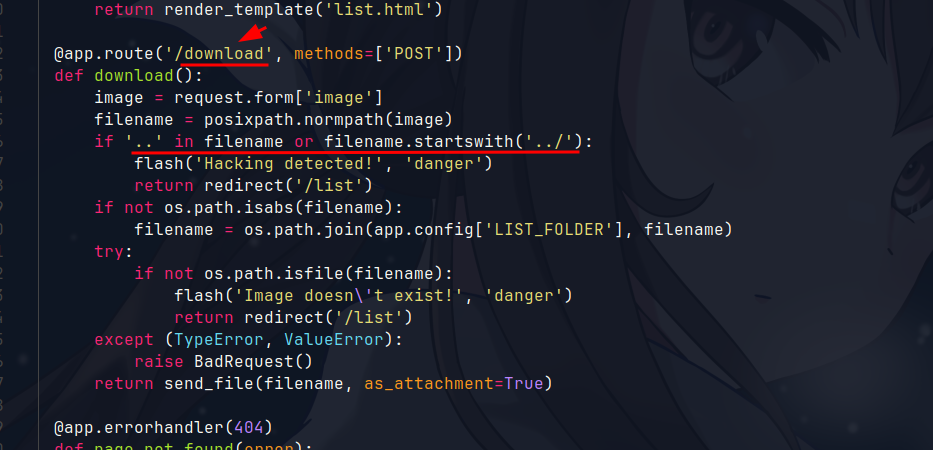 return render_template('list.html')
@app.route('/download', methods=['POST'])
def download():
image = request.form['image']
filename = posixpath.normpath(image)
if '..' in filename or filename.startswith('../'):
flash('Hacking detected!', 'danger')
return redirect('/list')
if not os.path.isabs(filename):
filename = os.path.join(app.config['LIST_FOLDER'], filename)
try:
if not os.path.isfile(filename):
flash('Image doesn\'t exist!', 'danger')
return redirect('/list')
except (TypeError, ValueError):
raise BadRequest()
return send_file(filename, as_attachment=True)
@app.errorhandler(404)
def page_not_found(error):